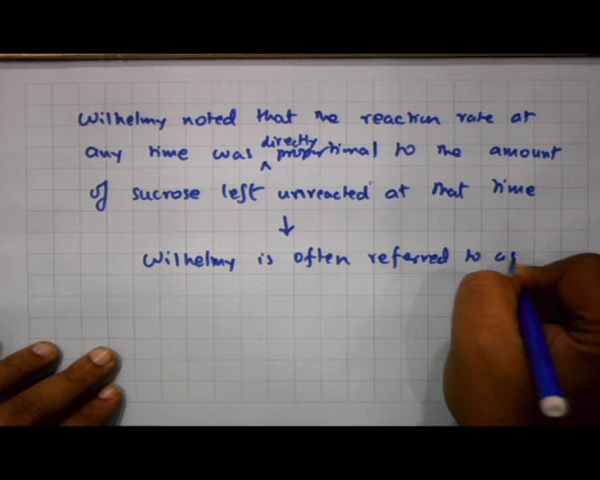 Wilhelmy noted that the reaction rate at
any time was directly proportional to the amount
of sucrose left unreacted at that time
↓
Wilhelmy is often referred to as